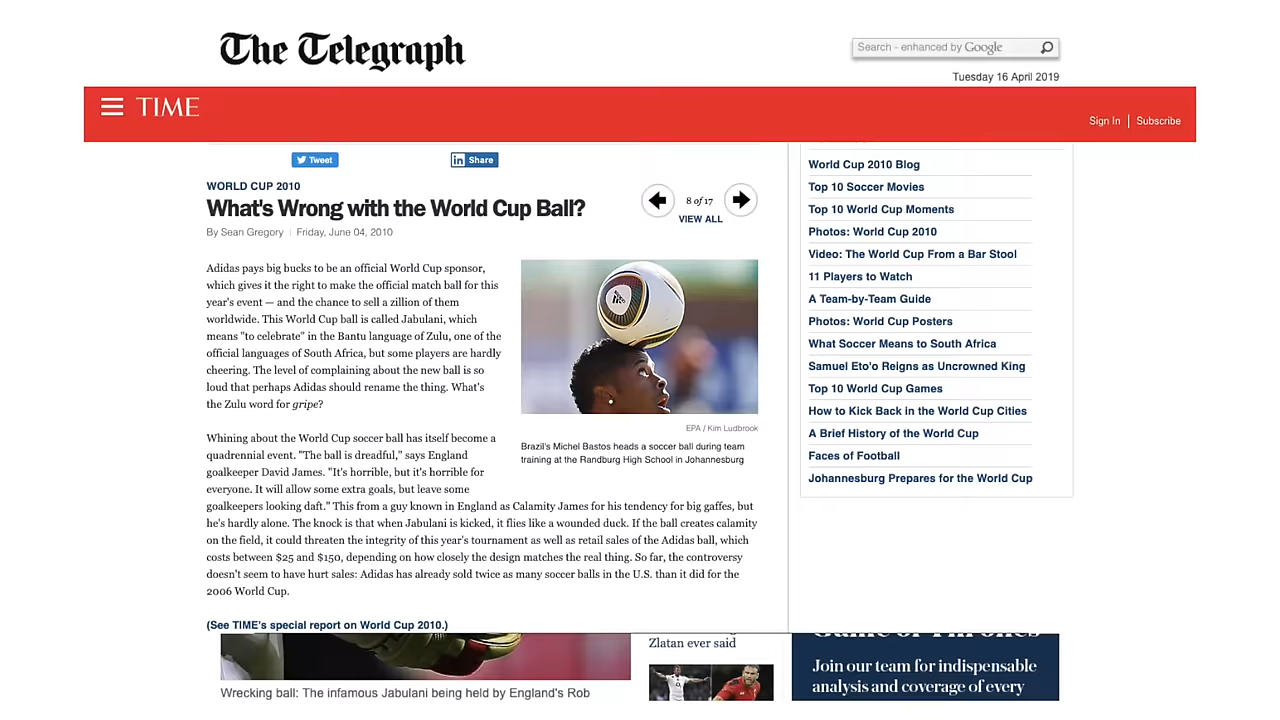 The Telegraph
Search - enhanced by Google
Tuesday 16 April 2019
TIME
Sign In | Subscribe
Tweet
in Share
WORLD CUP 2010
What's Wrong with the World Cup Ball?
8 of 17
VIEW ALL
By Sean Gregory | Friday, June 04, 2010
Adidas pays big bucks to be an official World Cup sponsor,
which gives it the right to make the official match ball for this
year's event — and the chance to sell a zillion of them
worldwide. This World Cup ball is called Jabulani, which
means "to celebrate" in the Bantu language of Zulu, one of the
official languages of South Africa, but some players are hardly
cheering. The level of complaining about the new ball is so
loud that perhaps Adidas should rename the thing. What's
the Zulu word for gripe?
EPA / Kim Ludbrook
Brazil's Michel Bastos heads a soccer ball during team
training at the Randburg High School in Johannesburg
Whining about the World Cup soccer ball has itself become a
quadrennial event. "The ball is dreadful," says England
goalkeeper David James. "It's horrible, but it's horrible for
everyone. It will allow some extra goals, but leave some
goalkeepers looking daft." This from a guy known in England as Calamity James for his tendency for big gaffes, but
he's hardly alone. The knock is that when Jabulani is kicked, it flies like a wounded duck. If the ball creates calamity
on the field, it could threaten the integrity of this year's tournament as well as retail sales of the Adidas ball, which
costs between $25 and $150, depending on how closely the design matches the real thing. So far, the controversy
doesn't seem to have hurt sales: Adidas has already sold twice as many soccer balls in the U.S. than it did for the
2006 World Cup.
(See TIME's special report on World Cup 2010.)
World Cup 2010 Blog
Top 10 Soccer Movies
Top 10 World Cup Moments
Photos: World Cup 2010
Video: The World Cup From a Bar Stool
11 Players to Watch
A Team-by-Team Guide
Photos: World Cup Posters
What Soccer Means to South Africa
Samuel Eto'o Reigns as Uncrowned King
Top 10 World Cup Games
How to Kick Back in the World Cup Cities
A Brief History of the World Cup
Faces of Football
Johannesburg Prepares for the World Cup
Wrecking ball: The infamous Jabulani being held by England's Rob
Zlatan ever said
Game of Thrones
Join our team for indispensable
analysis and coverage of every